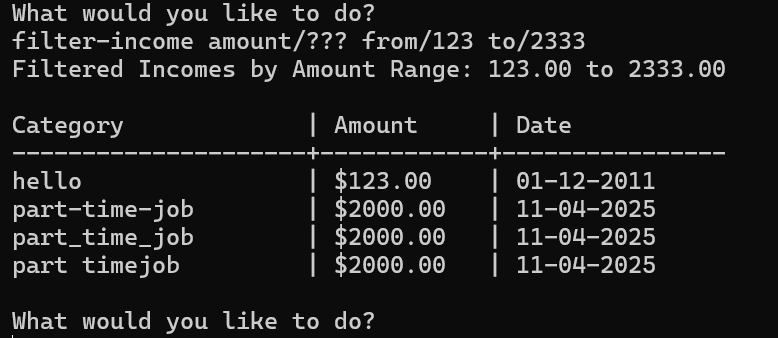 What would you like to do?
filter-income amount/??? from/123 to/2333
Filtered Incomes by Amount Range: 123.00 to 2333.00
Category             | Amount     | Date
---------------------+------------+----------------
hello                | $123.00    | 01-12-2011
part-time-job        | $2000.00   | 11-04-2025
part_time_job        | $2000.00   | 11-04-2025
part timejob         | $2000.00   | 11-04-2025
What would you like to do?